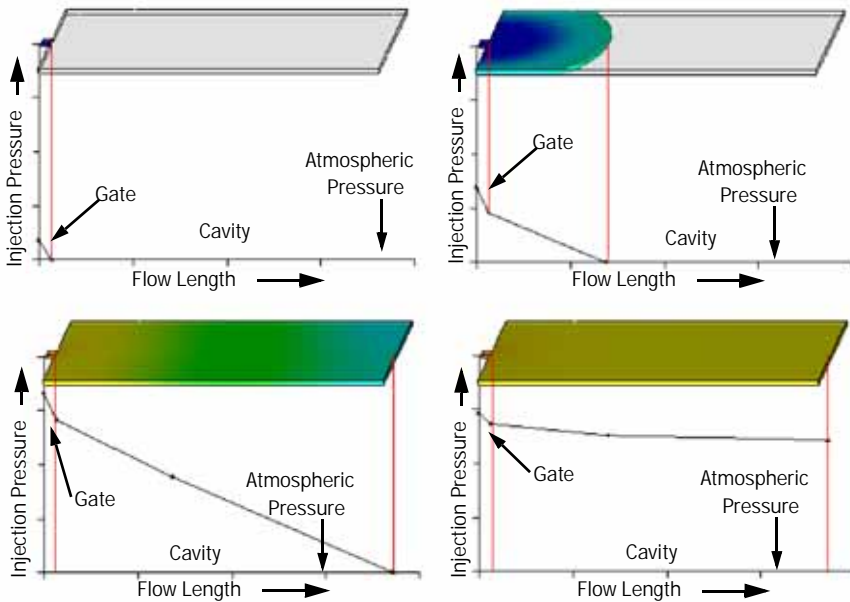 Injection Pressure
Gate
Atmospheric
Pressure
Cavity
Flow Length
Injection Pressure
Gate
Atmospheric
Pressure
Cavity
Flow Length
Injection Pressure
Gate
Atmospheric
Pressure
Cavity
Flow Length
Injection Pressure
Gate
Atmospheric
Pressure
Cavity
Flow Length